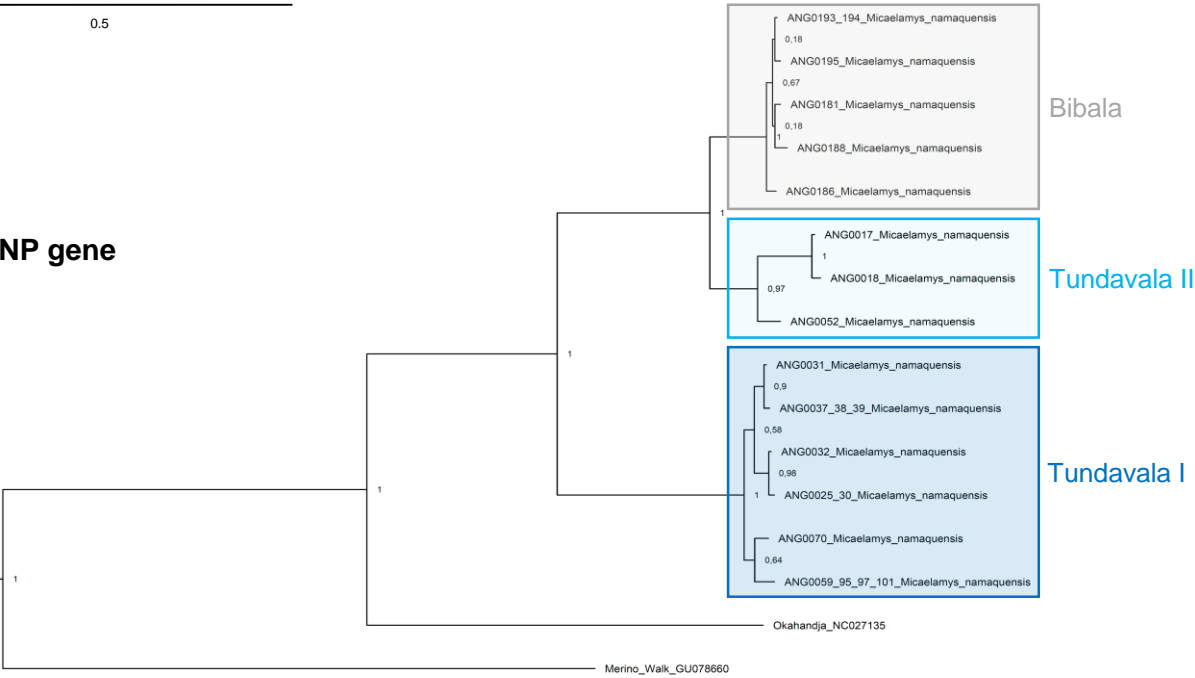 0.5
ANG0193_194_Micaelamys_namaquensis
0,18
ANG0195_Micaelamys_namaquensis
0,67
ANG0181_Micaelamys_namaquensis
Bibala
0,18
1
ANG0188_Micaelamys_namaquensis
ANG0186_Micaelamys_namaquensis
1
ANG0017_Micaelamys_namaquensis
NP gene
1
ANG0018_Micaelamys_namaquensis
Tundavala II
0,97
ANG0052_Micaelamys_namaquensis
1
ANG0031_Micaelamys_namaquensis
0,9
ANG0037_38_39_Micaelamys_namaquensis
0,58
ANG0032_Micaelamys_namaquensis
0,98
Tundavala I
1
ANG0025_30_Micaelamys_namaquensis
1
ANG0070_Micaelamys_namaquensis
0,64
1
ANG0059_95_97_101_Micaelamys_namaquensis
Okahandja_NC027135
Merino_Walk_GU078660